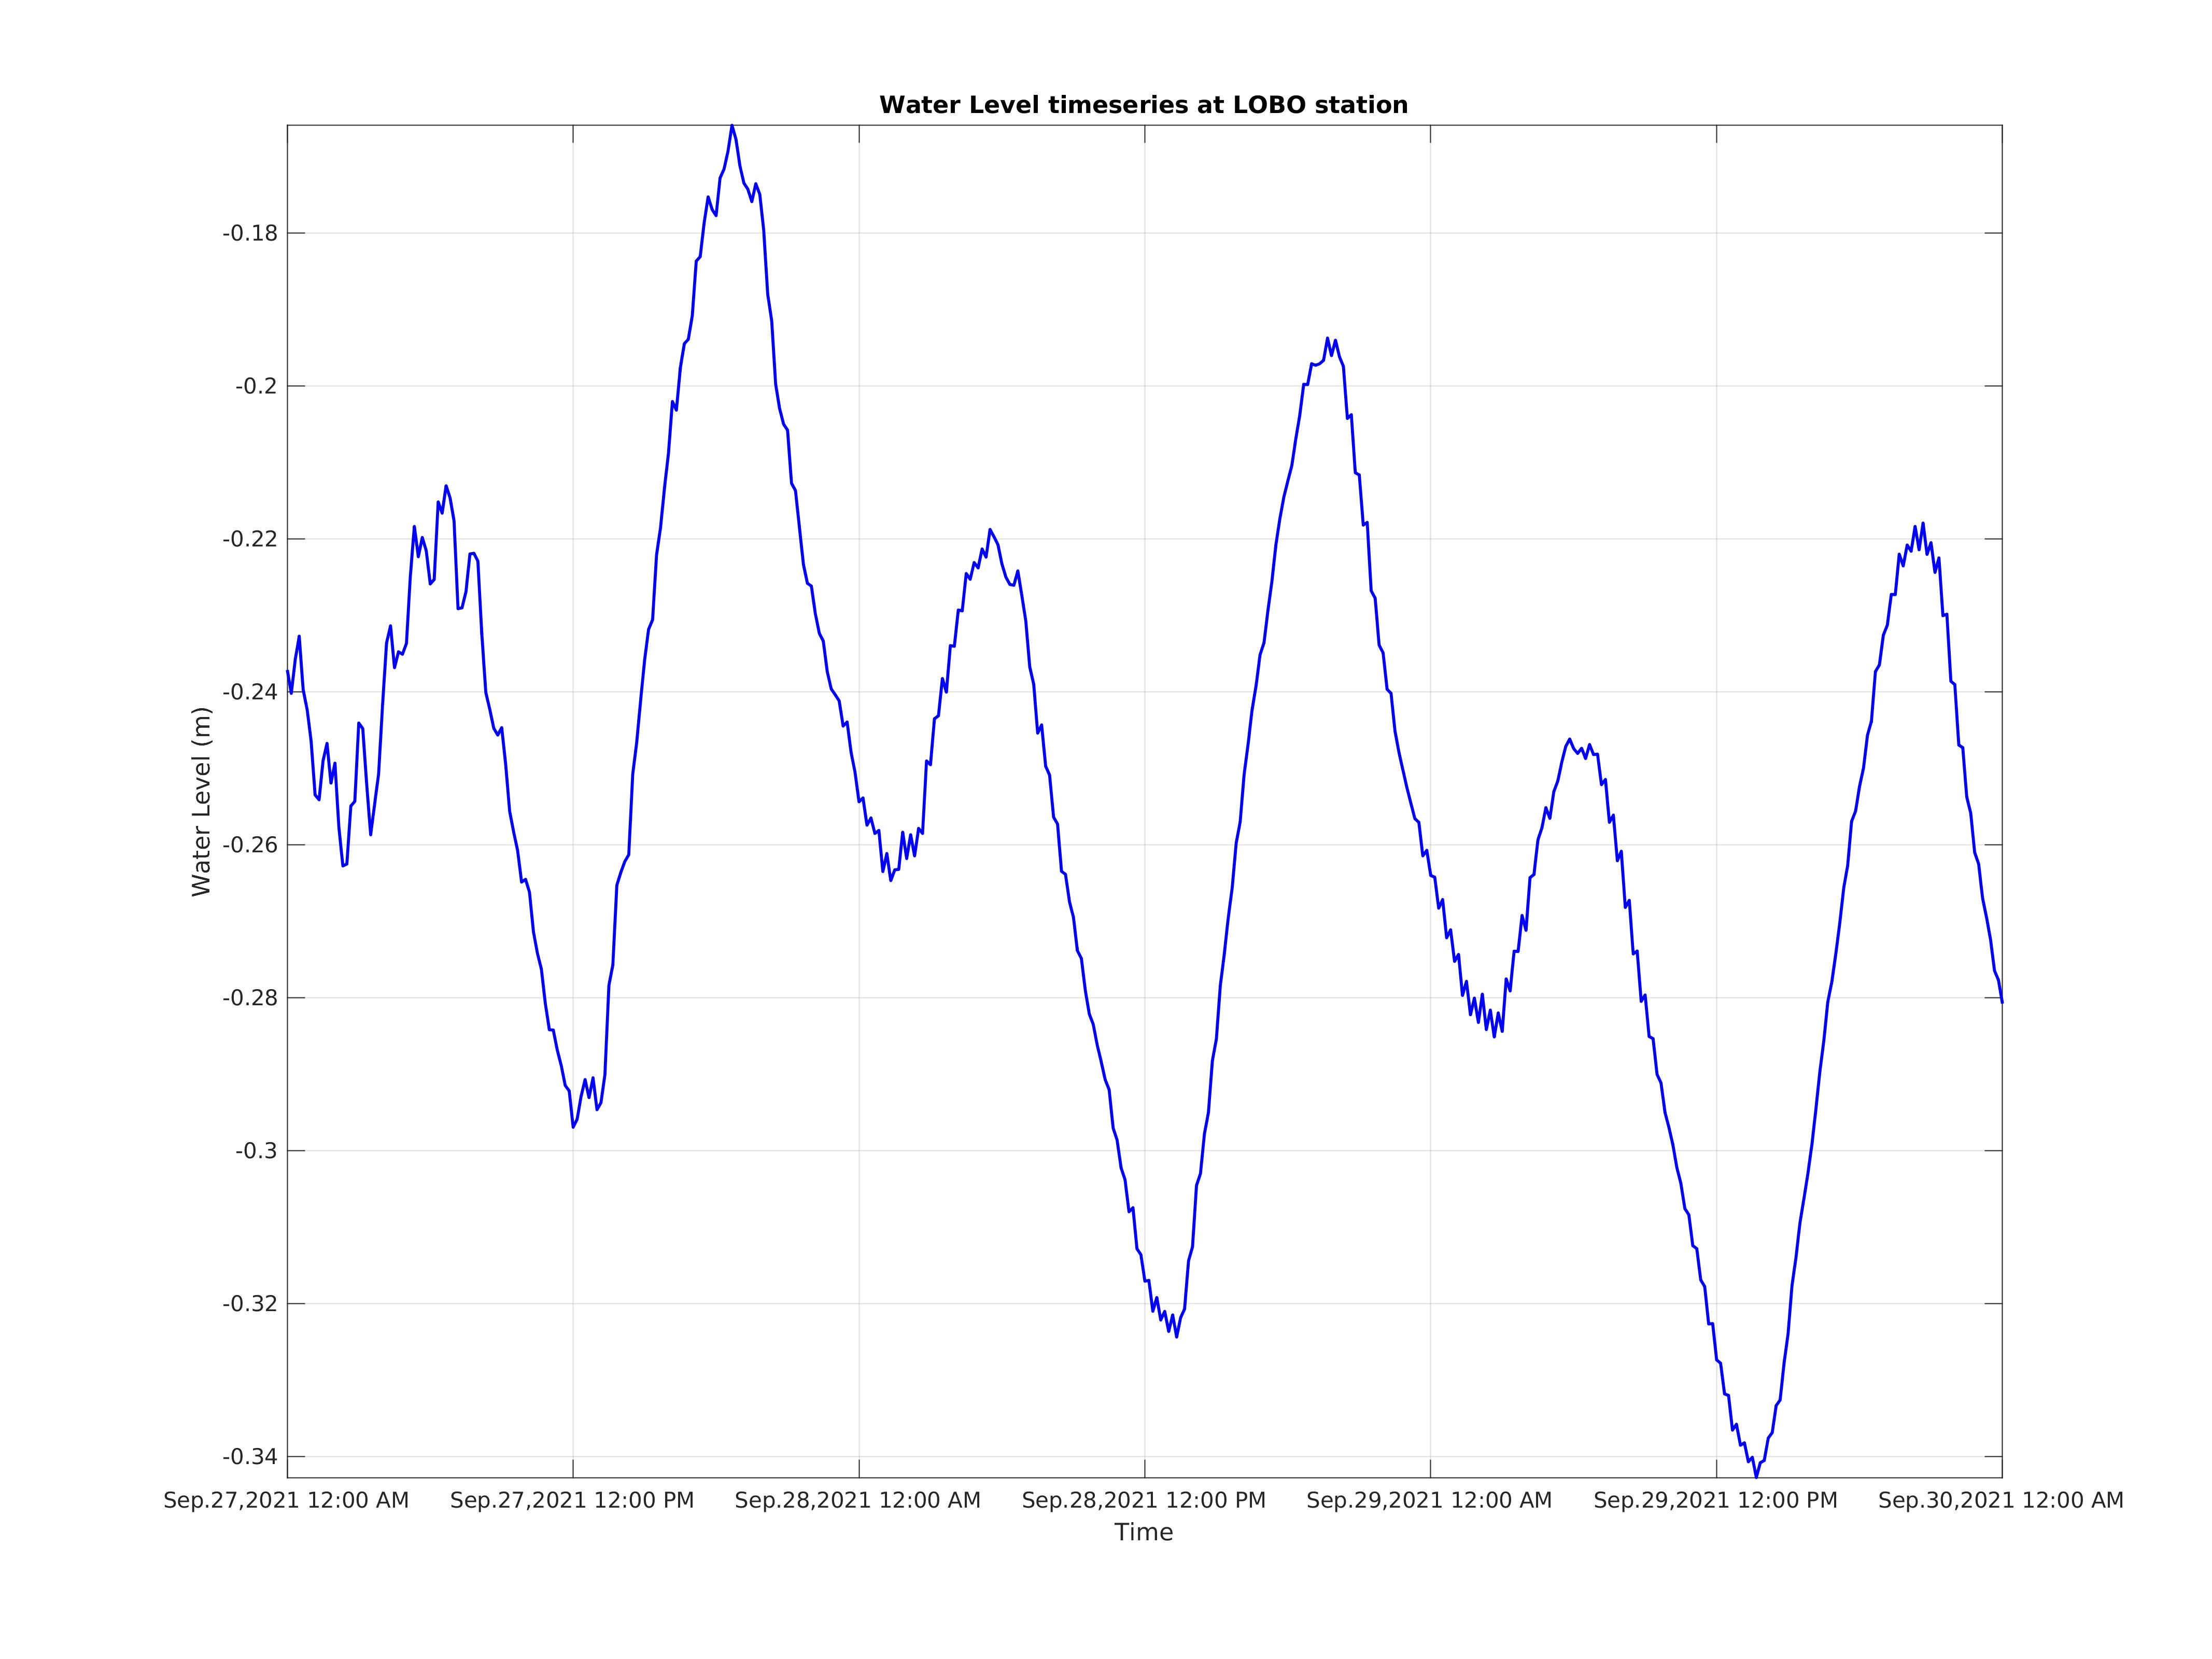 Water Level timeseries at LOBO station
-0.18
-0.2
-0.22
-0.24
-0.26
-0.28
-0.3
-0.32
-0.34
Water Level (m)
Sep.27,2021 12:00 AM Sep.27,2021 12:00 PM Sep.28,2021 12:00 AM Sep.28,2021 12:00 PM Sep.29,2021 12:00 AM Sep.29,2021 12:00 PM Sep.30,2021 12:00 AM
Time